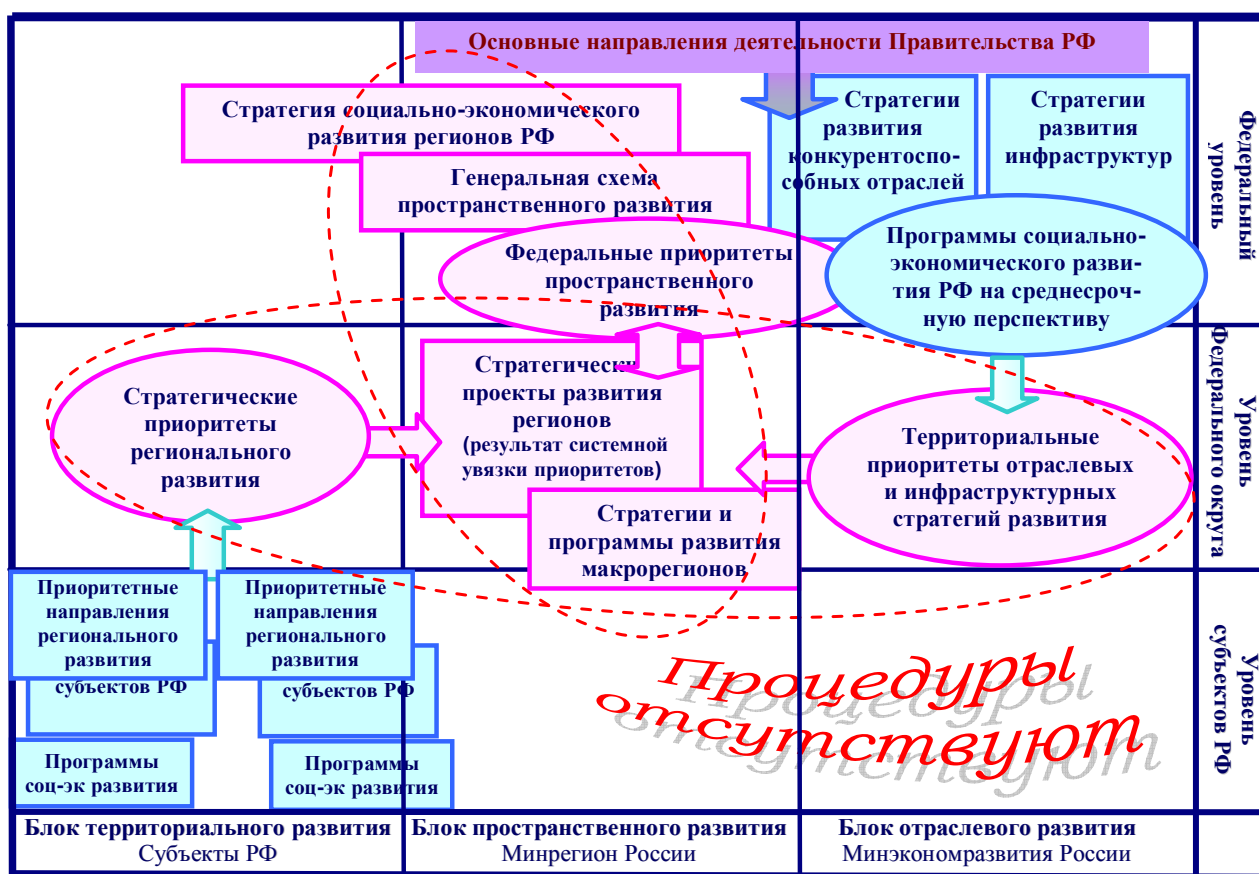 Основные направления деятельности Правительства РФ
Стратегия социально-экономического
развития регионов РФ
Генеральная схема
пространственного развития
Федеральные приоритеты
пространственного
развития
Стратегии
развития
конкурентоспо-
собных отраслей
Стратегии
развития
инфраструктур
Программы социально-
экономического разви-
тия РФ на среднесроч-
ную перспективу
Федеральный
уровень
Стратегические
приоритеты
регионального
развития
Стратегические
проекты развития
регионов
(результат системной
увязки приоритетов)
Стратегии и
программы развития
макрорегионов
Территориальные
приоритеты отраслевых
и инфраструктурных
стратегий развития
Уровень
Федерального округа
Приоритетные
направления
регионального
развития
субъектов РФ
Приоритетные
направления
регионального
развития
субъектов РФ
Программы
соц-эк развития
Программы
соц-эк развития
Процедуры
отсутствуют
Уровень
субъектов РФ
Блок территориального развития
Субъекты РФ
Блок пространственного развития
Минрегион России
Блок отраслевого развития
Минэкономразвития России